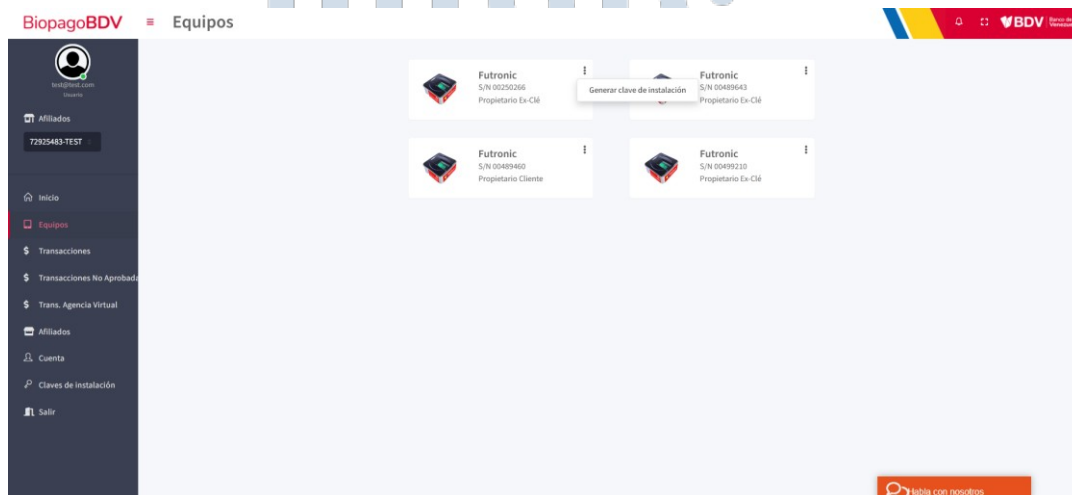 BiopagoBDV
Equipos
BDV
test@test.com
Usuario
Afiliados
72925483-TEST
Inicio
Equipos
Transacciones
Transacciones No Aprobada
Trans. Agencia Virtual
Afiliados
Cuenta
Claves de instalación
Salir
Futronic
S/N 00250266
Propietario Ex-Clé
Generar clave de instalación
Futronic
S/N 00489643
Propietario Ex-Clé
Futronic
S/N 00489460
Propietario Cliente
Futronic
S/N 00499210
Propietario Ex-Clé
Habla con nosotros